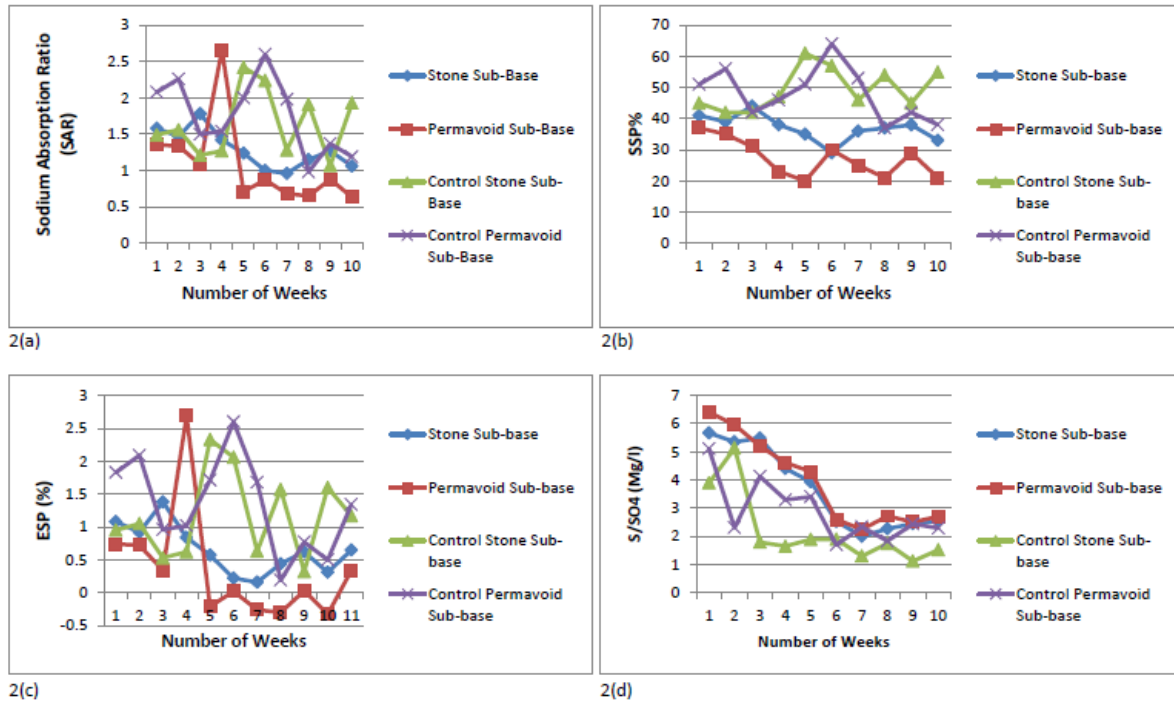 3
2.5
2
1.5
1
0.5
0
Sodium Absorption Ratio
(SAR)
1 2 3 4 5 6 7 8 9 10
Number of Weeks
Stone Sub-Base
Permavoid Sub-Base
Control Stone Sub-
Base
Control Permavoid
Sub-Base
2(a)
70
60
50
40
30
20
10
0
SSP%
1 2 3 4 5 6 7 8 9 10
Number of Weeks
Stone Sub-base
Permavoid Sub-base
Control Stone Sub-
base
Control Permavoid
Sub-base
2(b)
3
2.5
2
1.5
1
0.5
0
-0.5
ESP (%)
1 2 3 4 5 6 7 8 9 10 11
Number of Weeks
Stone Sub-base
Permavoid Sub-base
Control Stone Sub-
base
Control Permavoid
Sub-base
2(c)
7
6
5
4
3
2
1
0
S/SO4 (Mg/l)
1 2 3 4 5 6 7 8 9 10
Number of Weeks
Stone Sub-base
Permavoid Sub-base
Control Stone Sub-
base
Control Permavoid
Sub-base
2(d)